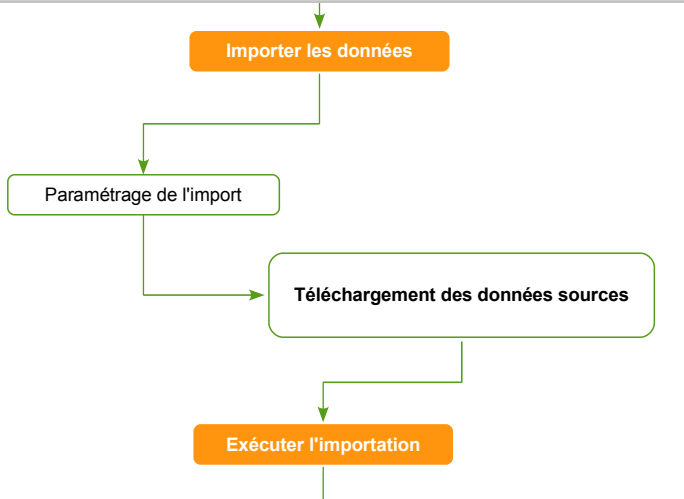 Importer les données
Paramétrage de l'import
Téléchargement des données sources
Exécuter l'importation